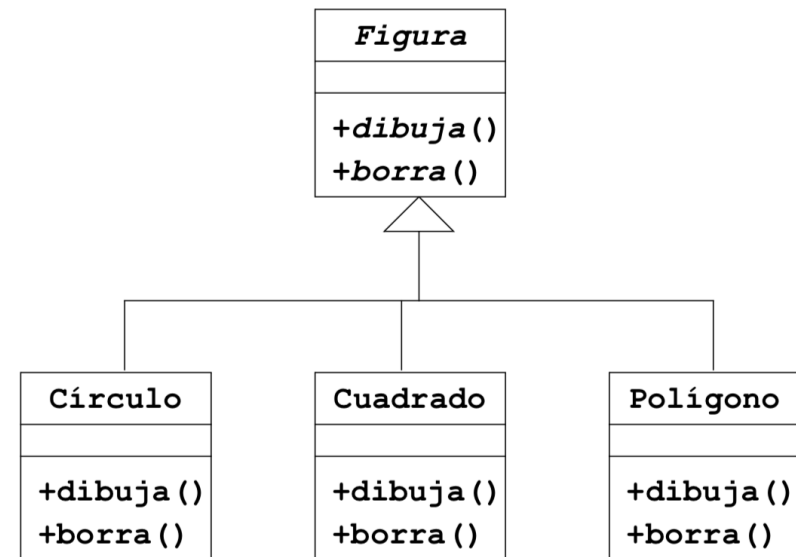 Figura
+dibuja()
+borra()
Círculo
+dibuja()
+borra()
Cuadrado
+dibuja()
+borra()
Polígono
+dibuja()
+borra()